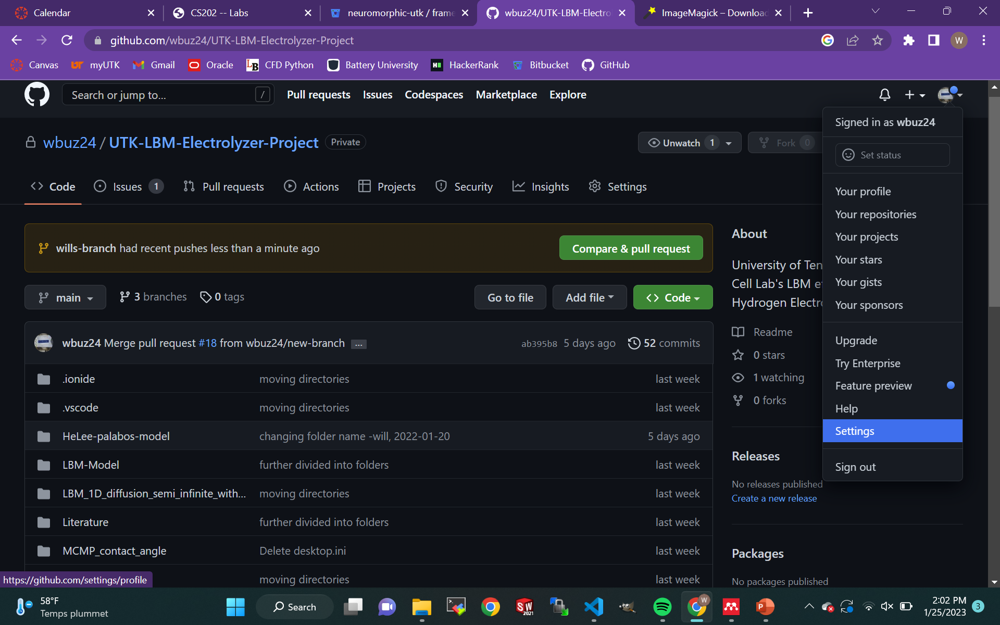 Calendar
CS202 -- Labs
neuromorphic-utk / frame
wbuz24/UTK-LBM-Electro
ImageMagick – Download
github.com/wbuz24/UTK-LBM-Electrolyzer-Project
W
Canvas
myUTK
Gmail
Oracle
LB
CFD Python
Battery University
H
HackerRank
Bitbucket
GitHub
Search or jump to...
/
Pull requests
Issues
Codespaces
Marketplace
Explore
Signed in as wbuz24
Set status
Your profile
Your repositories
Your projects
Your stars
Your gists
Your sponsors
Upgrade
Try Enterprise
Feature preview
Help
Settings
Sign out
wbuz24 / UTK-LBM-Electrolyzer-Project
Private
Unwatch 1
Fork 0
Code
Issues 1
Pull requests
Actions
Projects
Security
Insights
Settings
wills-branch had recent pushes less than a minute ago
Compare & pull request
main
3 branches
0 tags
Go to file
Add file
Code
wbuz24 Merge pull request #18 from wbuz24/new-branch ...
ab395b8 5 days ago
52 commits
.ionide moving directories last week
.vscode moving directories last week
HeLee-palabos-model changing folder name -will, 2022-01-20 5 days ago
LBM-Model further divided into folders last week
LBM_1D_diffusion_semi_infinite_with... moving directories last week
Literature further divided into folders last week
MCMP_contact_angle Delete desktop.ini last week
moving directories last week
About
University of Ten
Cell Lab's LBM
Hydrogen Electro
Readme
0 stars
1 watching
0 forks
Releases
No releases published
Create a new release
Packages
No packages published
https://github.com/settings/profile
58°F
Temps plummet
Search
SW
2021
W
P
2:02 PM
1/25/2023
3